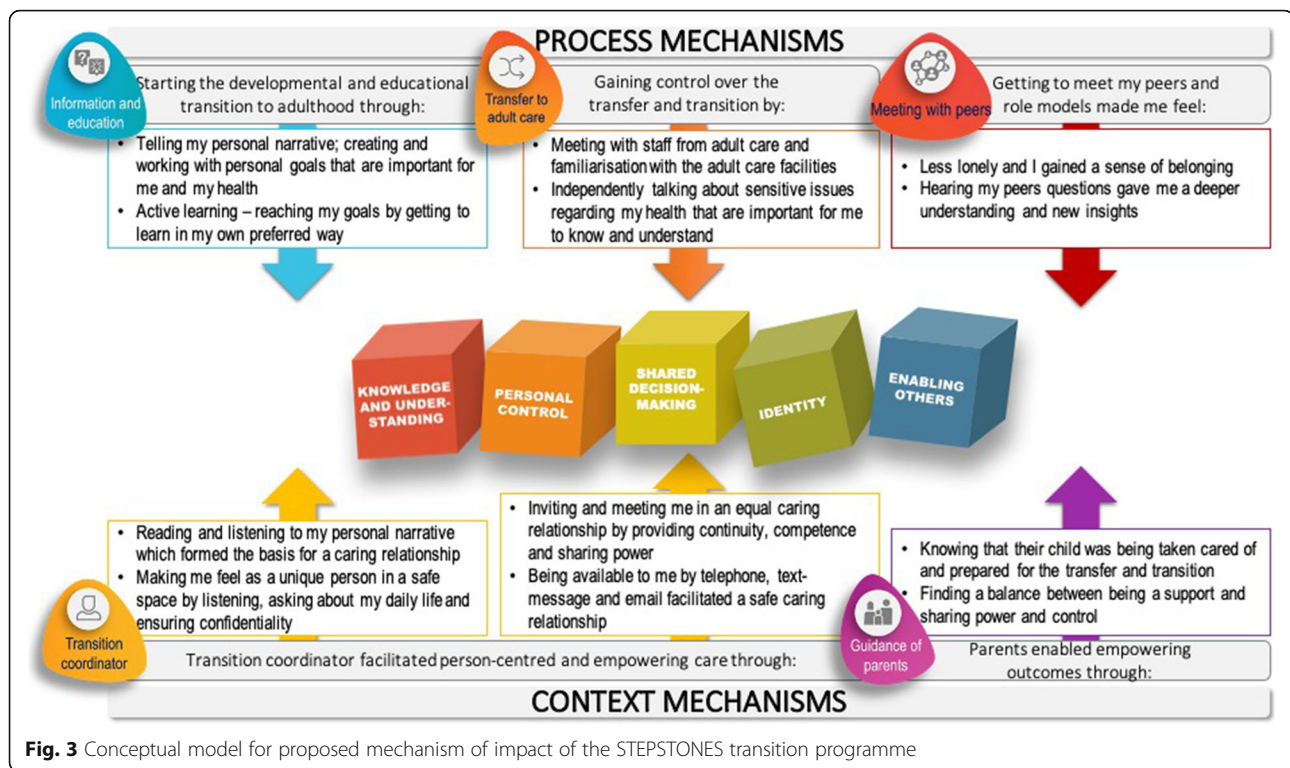 PROCESS MECHANISMS
Information and
education
Starting the developmental and educational
transition to adulthood through:
• Telling my personal narrative; creating and
working with personal goals that are important for
me and my health
• Active learning – reaching my goals by getting to
learn in my own preferred way
Transfer to
adult care
Gaining control over the
transfer and transition by:
• Meeting with staff from adult care and
familiarisation with the adult care facilities
• Independently talking about sensitive issues
regarding my health that are important for me
to know and understand
Meeting with peers
Getting to meet my peers and
role models made me feel:
• Less lonely and I gained a sense of belonging
• Hearing my peers questions gave me a deeper
understanding and new insights
KNOWLEDGE
AND UNDER-
STANDING
PERSONAL
CONTROL
SHARED
DECISION-
MAKING
IDENTITY
ENABLING
OTHERS
• Reading and listening to my personal narrative
which formed the basis for a caring relationship
• Making me feel as a unique person in a safe
space by listening, asking about my daily life and
ensuring confidentiality
• Inviting and meeting me in an equal caring
relationship by providing continuity, competence
and sharing power
• Being available to me by telephone, text-
message and email facilitated a safe caring
relationship
Transition
coordinator
Transition coordinator facilitated person-centred and empowering care through:
• Knowing that their child was being taken cared of
and prepared for the transfer and transition
• Finding a balance between being a support and
sharing power and control
Guidance of
parents
Parents enabled empowering
outcomes through:
CONTEXT MECHANISMS
Fig. 3 Conceptual model for proposed mechanism of impact of the STEPSTONES transition programme